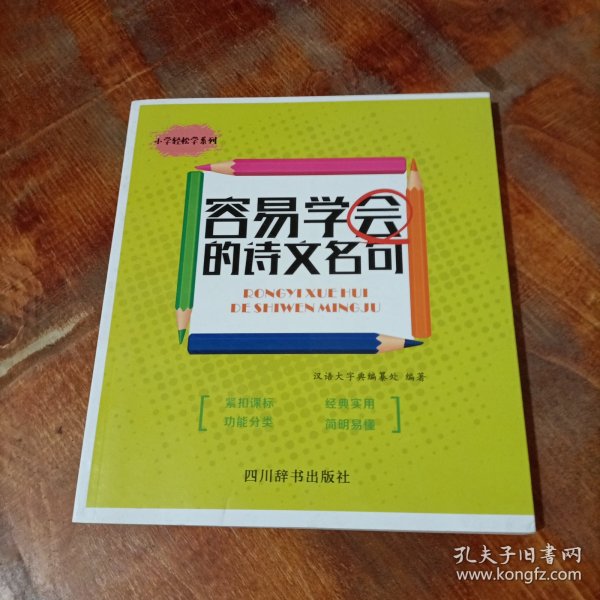 小学轻松学系列
容易学会
的诗文名句
RONGYI XUE HUI
DE SHIWEN MINGJU
汉语大字典编纂处 编著
紧扣课标 经典实用
功能分类 简明易懂
四川辞书出版社
孔夫子旧书网
www.kongfz.com